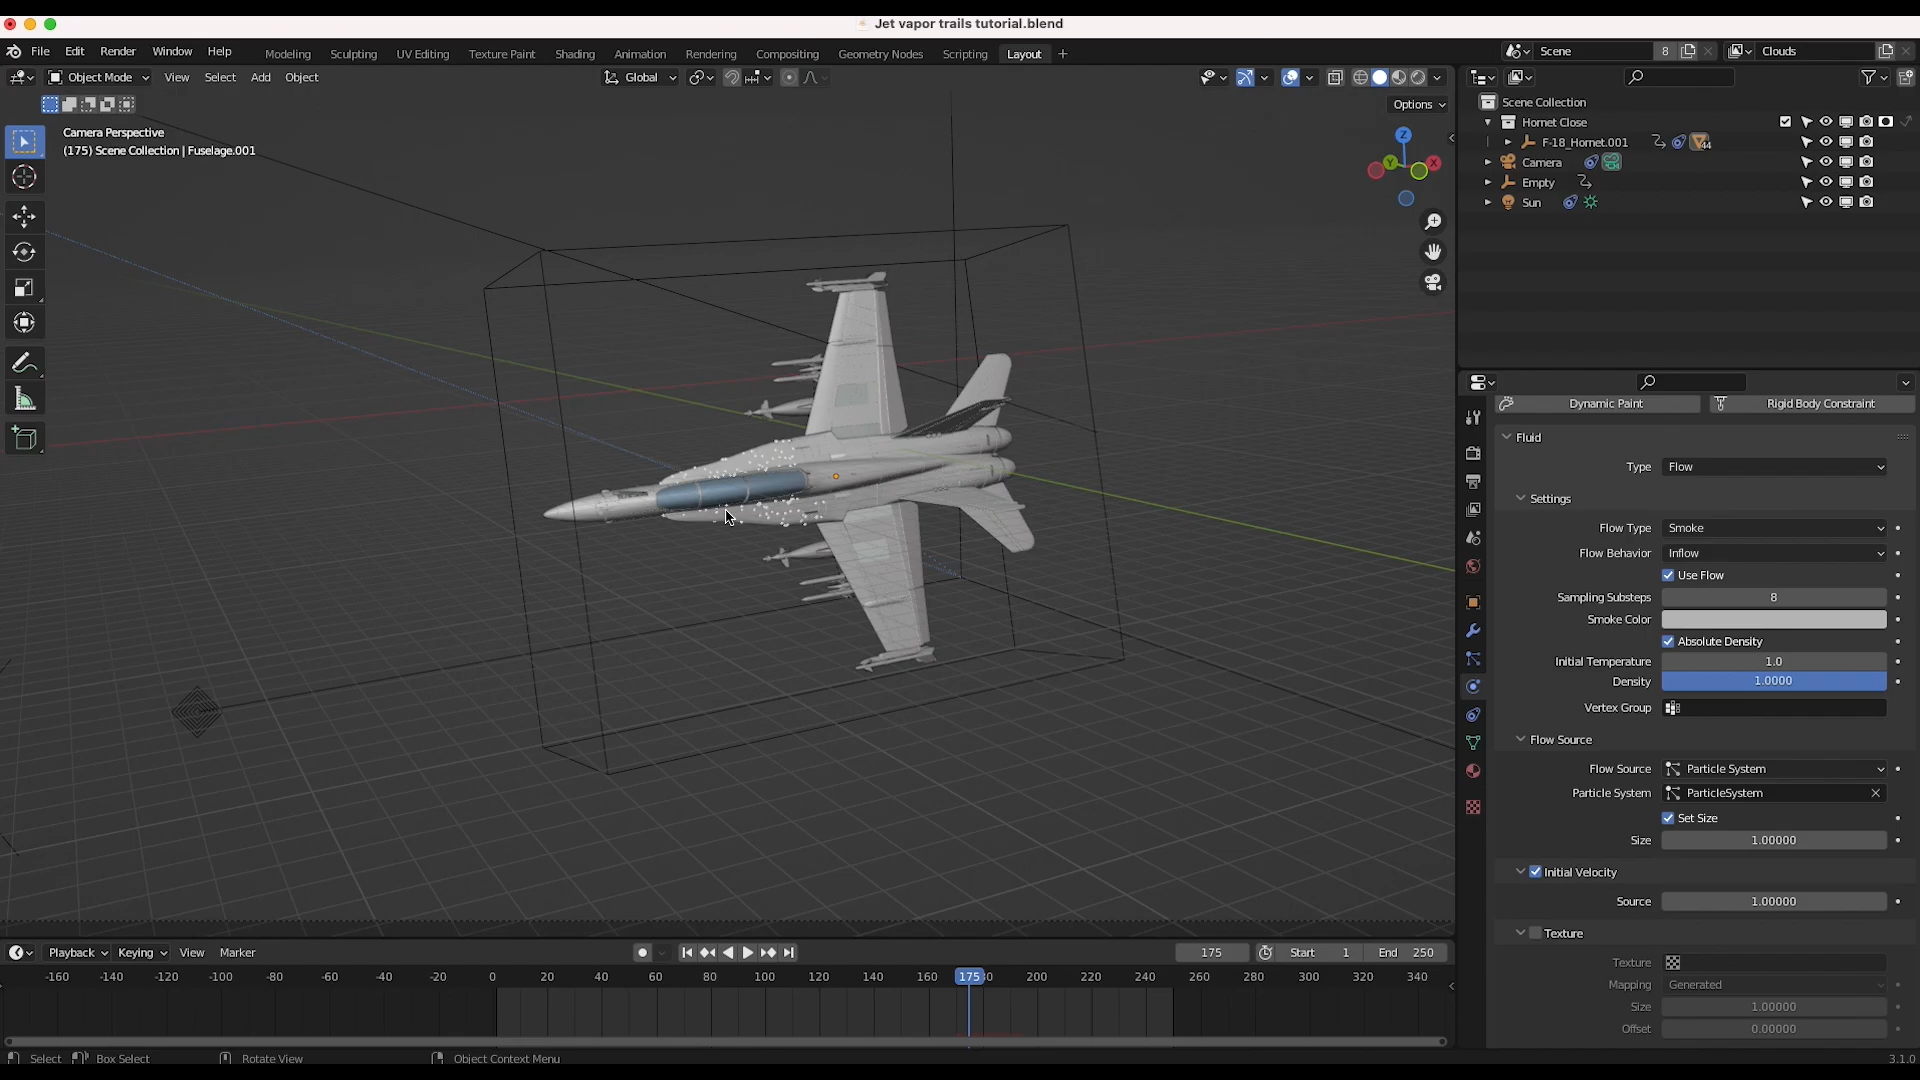 Jet vapor trails tutorial.blend
File Edit Render Window Help Modeling Sculpting UV Editing Texture Paint Shading Animation Rendering Compositing Geometry Nodes Scripting Layout + Scene 8 Clouds
Object Mode View Select Add Object Global
Options
Camera Perspective
(175) Scene Collection | Fuselage.001
Z
Y
X
Scene Collection
Hornet Close
F-18_Hornet.001 44
Camera
Empty
Sun
Dynamic Paint Rigid Body Constraint
Fluid
Type Flow
Settings
Flow Type Smoke
Flow Behavior Inflow
Use Flow
Sampling Substeps 8
Smoke Color
Absolute Density
Initial Temperature 1.0
Density 1.0000
Vertex Group
Flow Source
Flow Source Particle System
Particle System ParticleSystem
Set Size
Size 1.00000
Initial Velocity
Source 1.00000
Texture
Texture
Mapping Generated
Size 1.00000
Offset 0.00000
Playback Keying View Marker 175 Start 1 End 250
-160 -140 -120 -100 -80 -60 -40 -20 0 20 40 60 80 100 120 140 160 175 200 220 240 260 280 300 320 340
Select Box Select Rotate View Object Context Menu 3.1.0